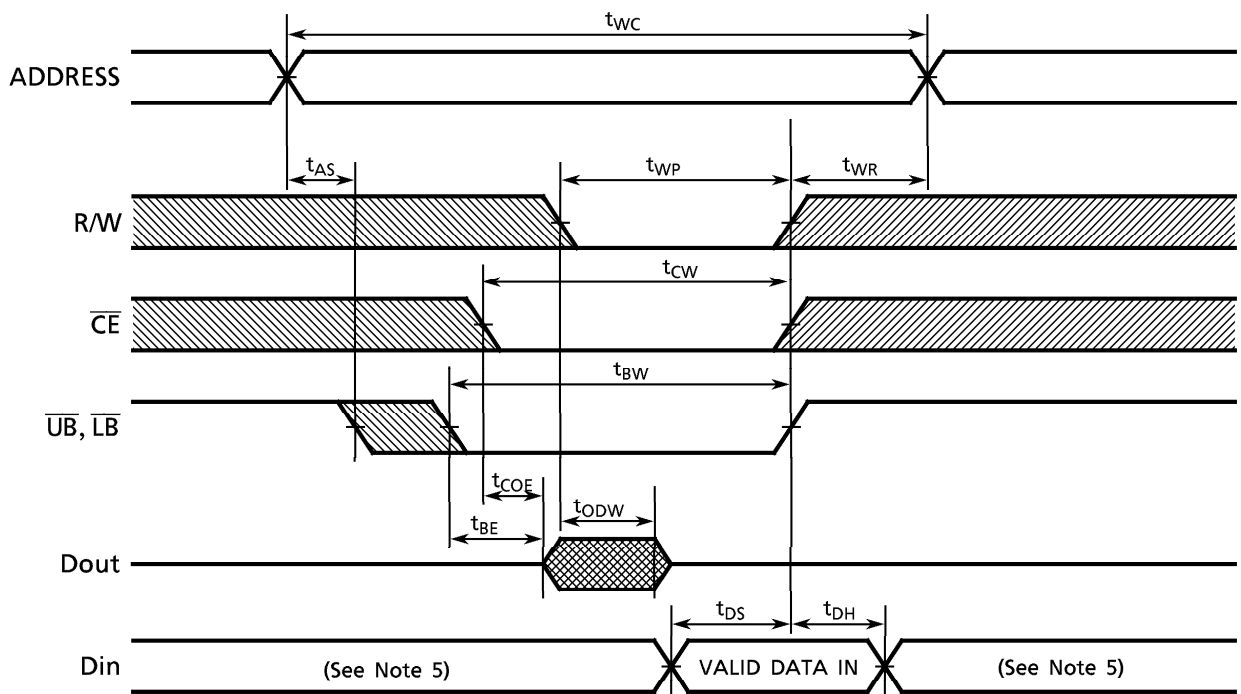 tWC
ADDRESS
tAS
tWP
tWR
R/W
tCW
CE
tBW
UB, LB
tCOE
tODW
tBE
Dout
tDS
tDH
Din
(See Note 5)
VALID DATA IN
(See Note 5)